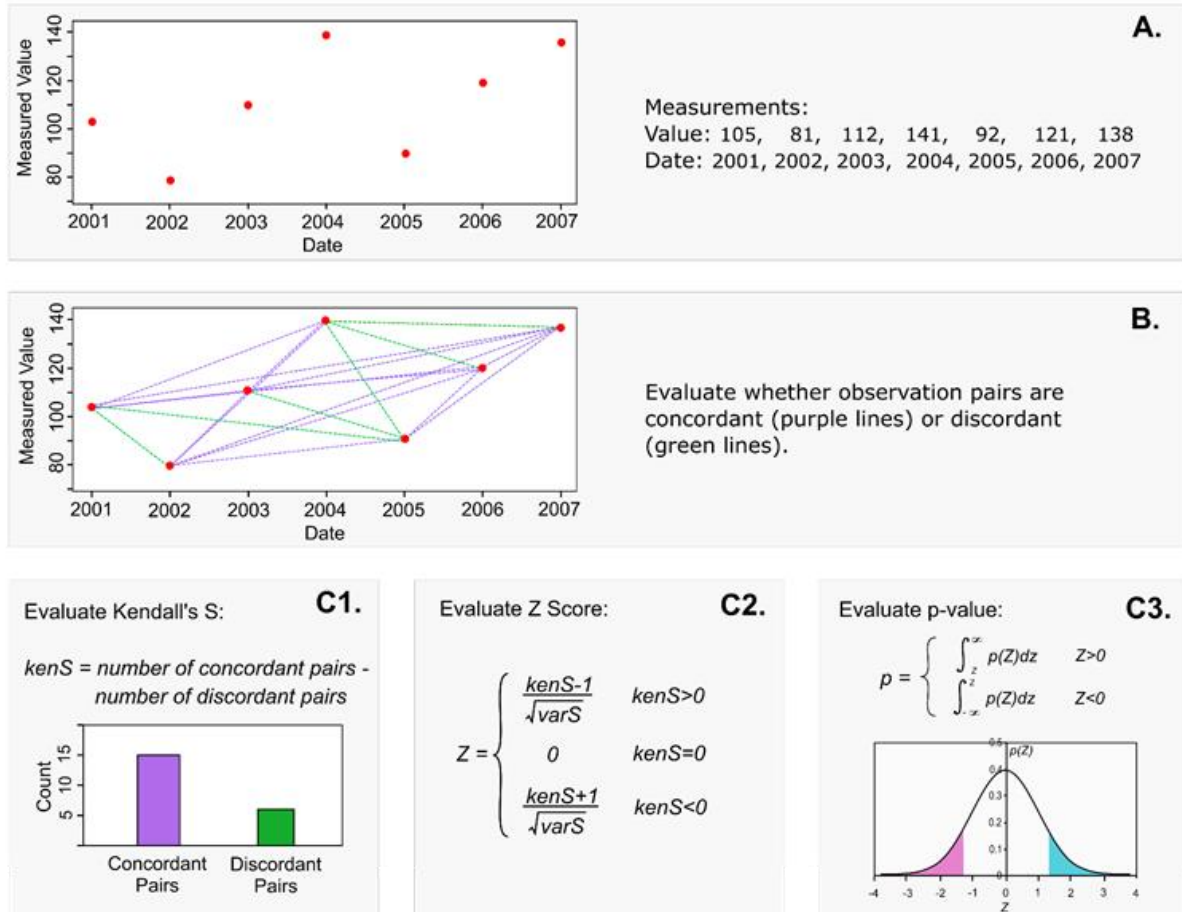 A.
140
120
100
80
Measured Value
2001 2002 2003 2004 2005 2006 2007
Date
Measurements:
Value: 105, 81, 112, 141, 92, 121, 138
Date: 2001, 2002, 2003, 2004, 2005, 2006, 2007
B.
140
120
100
80
Measured Value
2001 2002 2003 2004 2005 2006 2007
Date
Evaluate whether observation pairs are
concordant (purple lines) or discordant
(green lines).
C1.
Evaluate Kendall's S:
kenS = number of concordant pairs -
number of discordant pairs
15
10
5
Count
Concordant Discordant
Pairs Pairs
C2.
Evaluate Z Score:
kenS-1 kenS>0
√varS
Z = 0 kenS=0
kenS+1 kenS<0
√varS
C3.
Evaluate p-value:
∫z∞ p(Z)dz Z>0
p =
∫-∞z p(Z)dz Z<0
0.5 p(Z)
0.4
0.3
0.2
0.1
0
-4 -3 -2 -1 0 1 2 3 4
Z